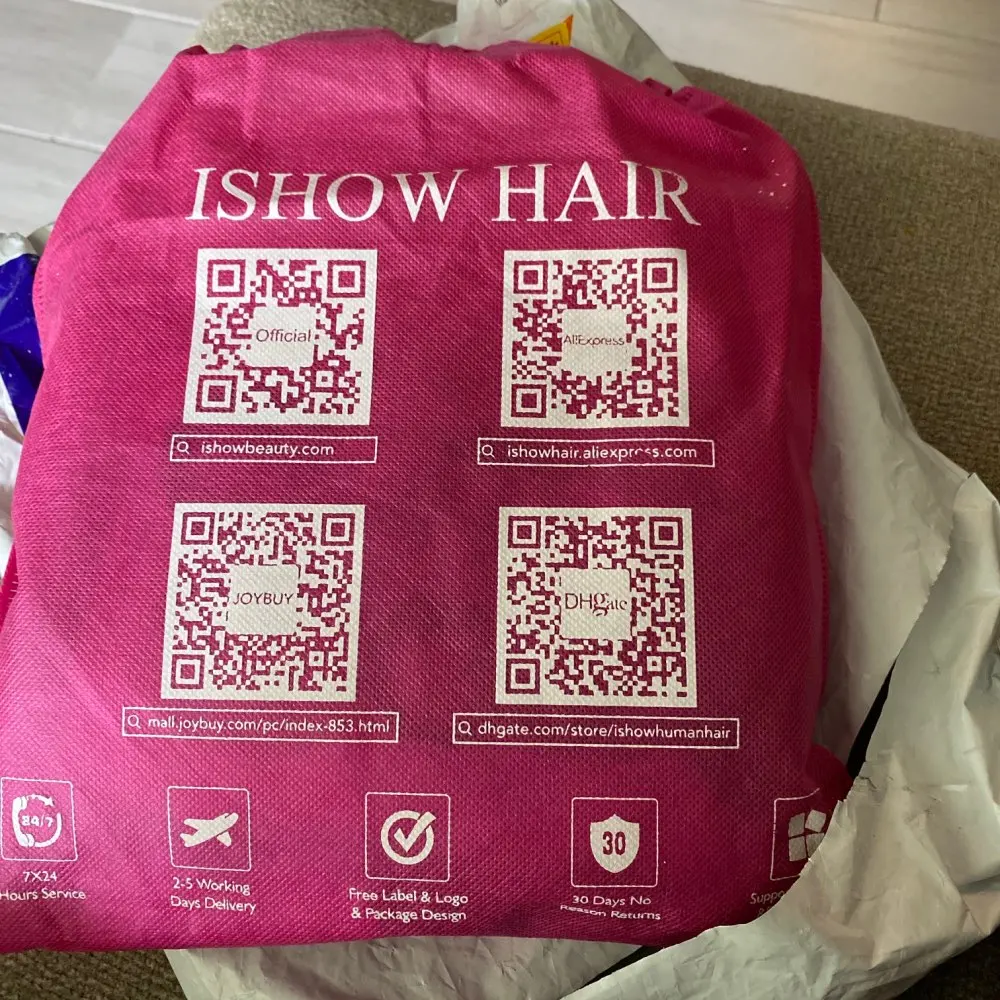 ISHOW HAIR
Official
AliExpress
ishowbeauty.com
ishowhair.aliexpress.com
JOYBUY
DHgate
mall.joybuy.com/pc/index-853.html
dhgate.com/store/ishowhumanhair
24/7
30
7X24
Hours Service
2-5 Working
Days Delivery
Free Label & Logo
& Package Design
30 Days No
Reason Returns